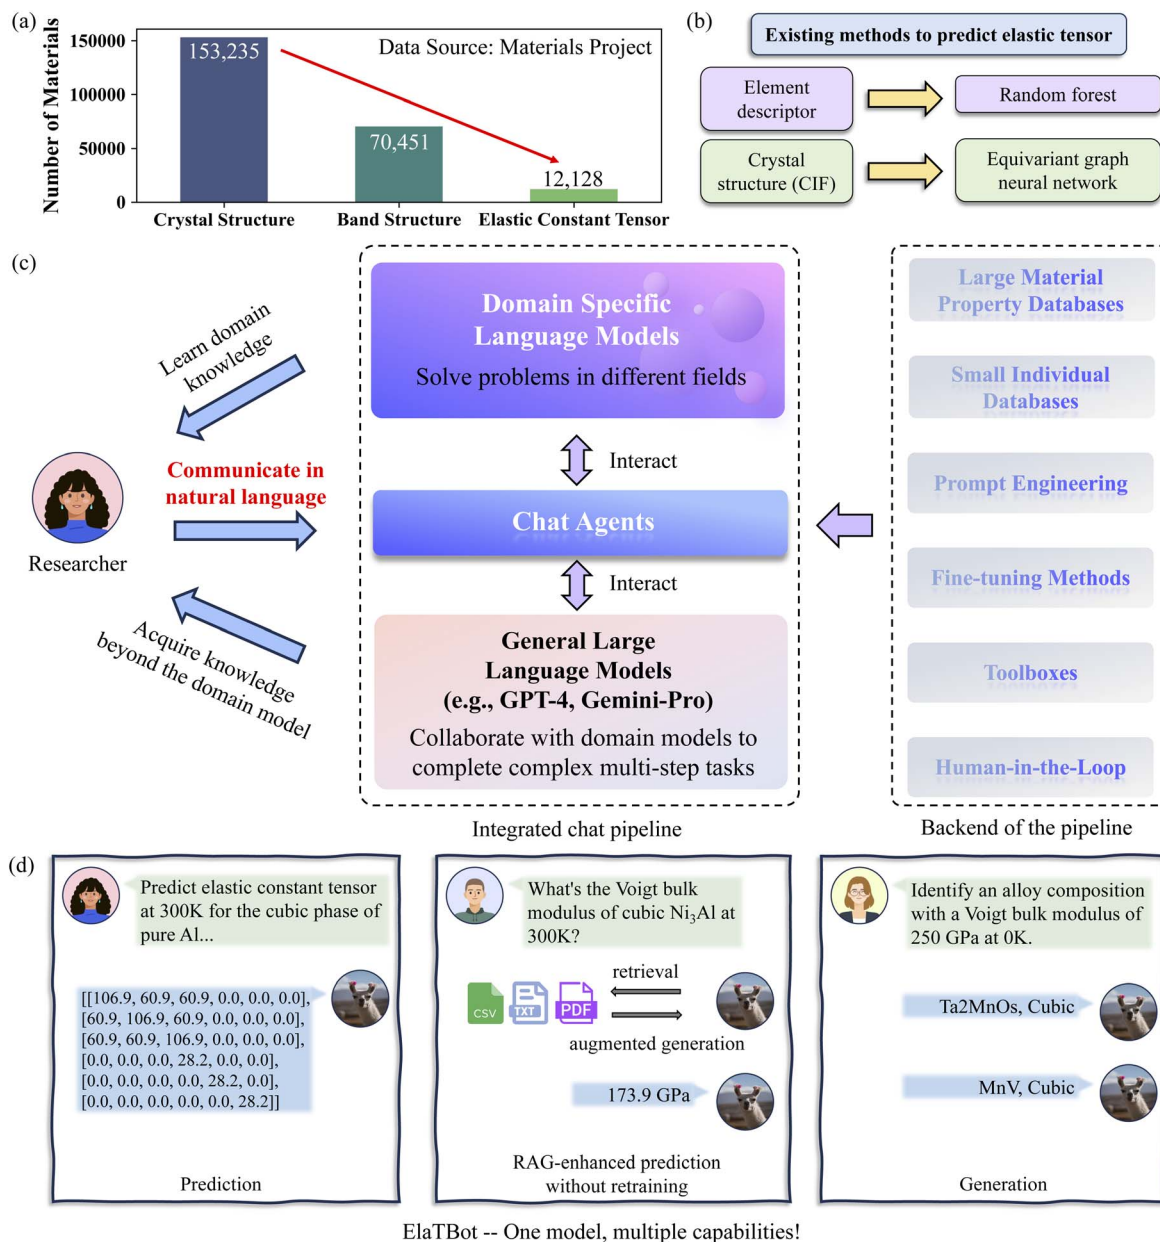 (a)
Number of Materials
150000
100000
50000
0
153,235
70,451
12,128
Data Source: Materials Project
Crystal Structure
Band Structure
Elastic Constant Tensor
(b)
Existing methods to predict elastic tensor
Element
descriptor
Random forest
Crystal
structure (CIF)
Equivariant graph
neural network
(c)
Learn domain
knowledge
Communicate in
natural language
Researcher
Acquire knowledge
beyond the domain model
Domain Specific
Language Models
Solve problems in different fields
Interact
Chat Agents
Interact
General Large
Language Models
(e.g., GPT-4, Gemini-Pro)
Collaborate with domain models to
complete complex multi-step tasks
Integrated chat pipeline
Large Material
Property Databases
Small Individual
Databases
Prompt Engineering
Fine-tuning Methods
Toolboxes
Human-in-the-Loop
Backend of the pipeline
(d)
Predict elastic constant tensor
at 300K for the cubic phase of
pure Al...
[[106.9, 60.9, 60.9, 0.0, 0.0, 0.0],
[60.9, 106.9, 60.9, 0.0, 0.0, 0.0],
[60.9, 60.9, 106.9, 0.0, 0.0, 0.0],
[0.0, 0.0, 0.0, 28.2, 0.0, 0.0],
[0.0, 0.0, 0.0, 0.0, 28.2, 0.0],
[0.0, 0.0, 0.0, 0.0, 0.0, 28.2]]
Prediction
What's the Voigt bulk
modulus of cubic Ni₃Al at
300K?
CSV
TXT
PDF
retrieval
augmented generation
173.9 GPa
RAG-enhanced prediction
without retraining
Identify an alloy composition
with a Voigt bulk modulus of
250 GPa at 0K.
Ta2MnOs, Cubic
MnV, Cubic
Generation
ElaTBot -- One model, multiple capabilities!